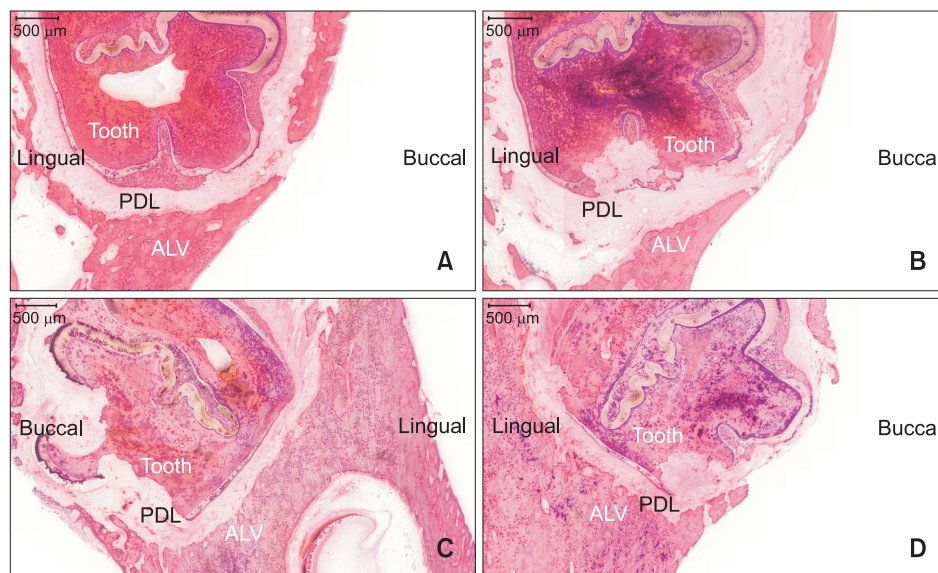 500 μm
Tooth
Lingual
Buccal
PDL
ALV
A
500 μm
Lingual
Tooth
Buccal
PDL
ALV
B
500 μm
Buccal
Lingual
Tooth
PDL
ALV
C
500 μm
Lingual
Tooth
Bucca
PDL
ALV
D